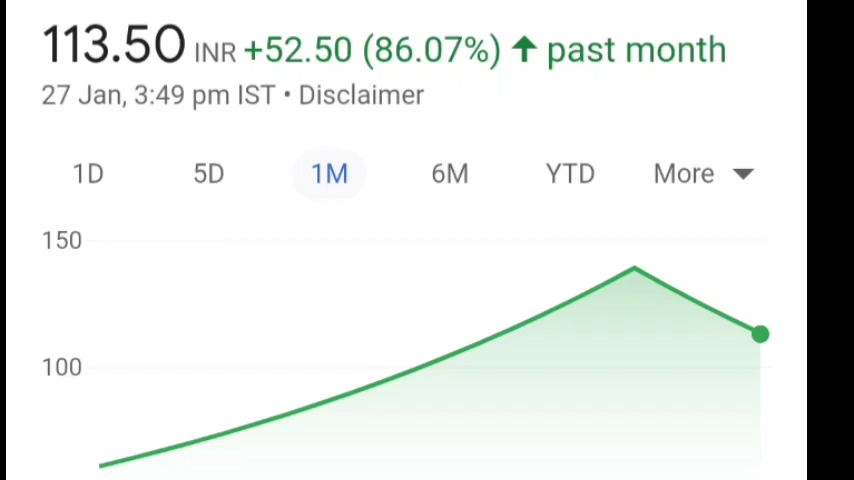 113.50 INR +52.50 (86.07%) ↑ past month
27 Jan, 3:49 pm IST • Disclaimer
1D 5D 1M 6M YTD More
150
100